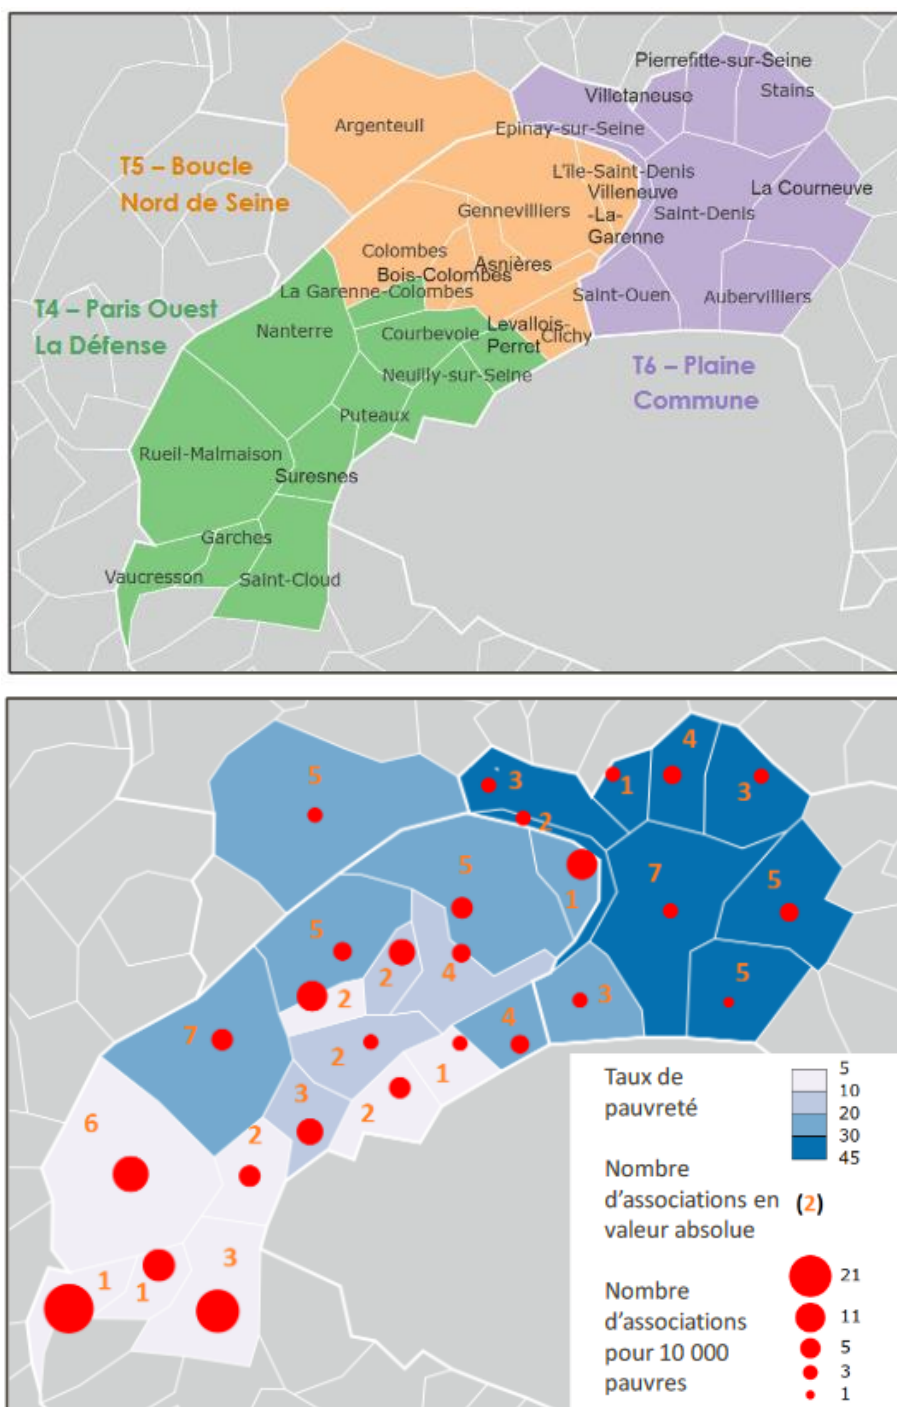 Pierrefitte-sur-Seine
Villetaneuse
Stains
Argenteuil
Epinay-sur-Seine
T5 – Boucle
Nord de Seine
L'île-Saint-Denis
Villeneuve
-La-
Garenne
La Courneuve
Saint-Denis
Gennevilliers
Colombes
Asnières
Bois-Colombes
La Garenne-Colombes
Saint-Ouen
Aubervilliers
T4 – Paris Ouest
La Défense
Nanterre
Courbevoie
Levallois-
Perret
Clichy
T6 – Plaine
Commune
Neuilly-sur-Seine
Puteaux
Rueil-Malmaison
Suresnes
Garches
Vaucresson
Saint-Cloud
4
5
3
1
3
2
5
7
5
1
5
2
4
5
2
3
7
4
2
1
3
2
6
2
3
1
1
Taux de
pauvreté
5
10
20
30
45
Nombre
d'associations en
valeur absolue
(2)
Nombre
d'associations
pour 10 000
pauvres
21
11
5
3
1